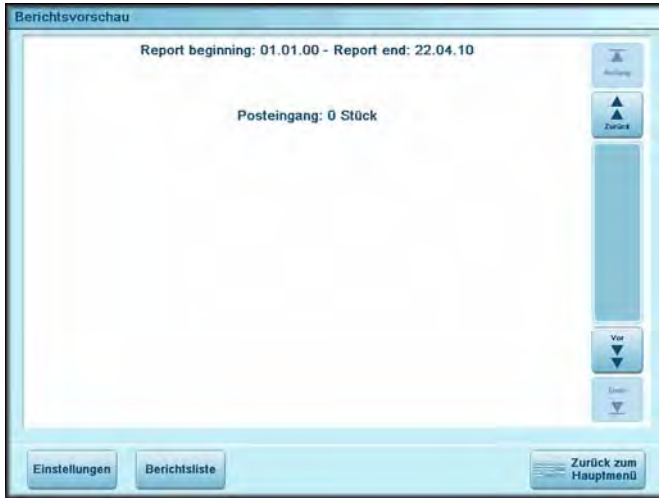 Berichtsvorschau
Report beginning: 01.01.00 - Report end: 22.04.10
Posteingang: 0 Stück
Anfang
Zurück
Vor
Einstellungen
Berichtsliste
Zurück zum
Hauptmenü